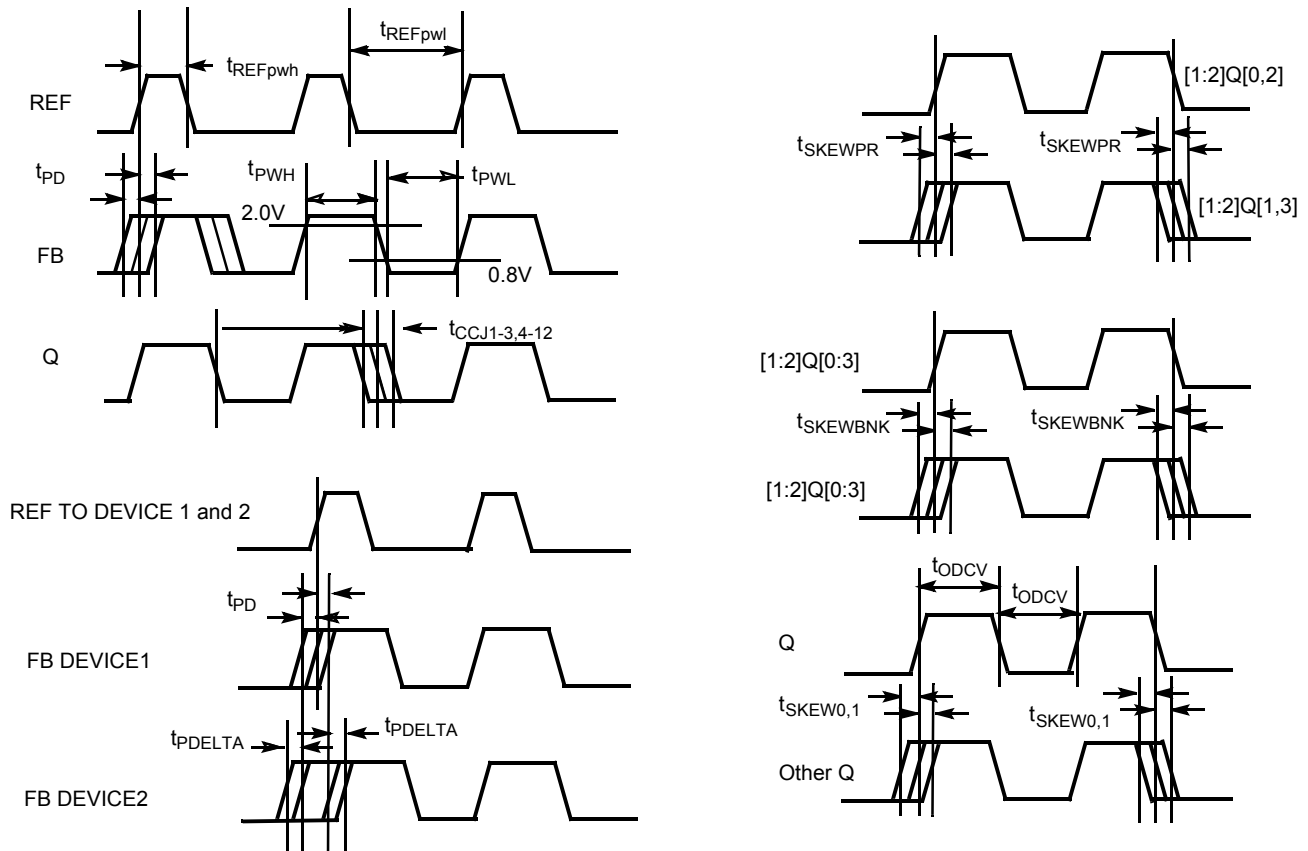 tREFpwh
tREFpwl
REF
tPD
tPWH
tPWL
2.0V
FB
0.8V
tCCJ1-3,4-12
Q
REF TO DEVICE 1 and 2
tPD
FB DEVICE1
tPDELTA
tPDELTA
FB DEVICE2
[1:2]Q[0,2]
tSKEWPR
tSKEWPR
[1:2]Q[1,3]
[1:2]Q[0:3]
tSKEWBNK
tSKEWBNK
[1:2]Q[0:3]
tODCV
tODCV
Q
tSKEW0,1
tSKEW0,1
Other Q